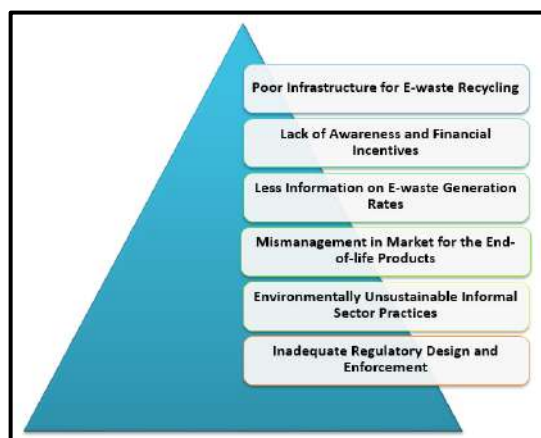 Poor Infrastructure for E-waste Recycling
Lack of Awareness and Financial
Incentives
Less Information on E-waste Generation
Rates
Mismanagement in Market for the End-
of-life Products
Environmentally Unsustainable Informal
Sector Practices
Inadequate Regulatory Design and
Enforcement